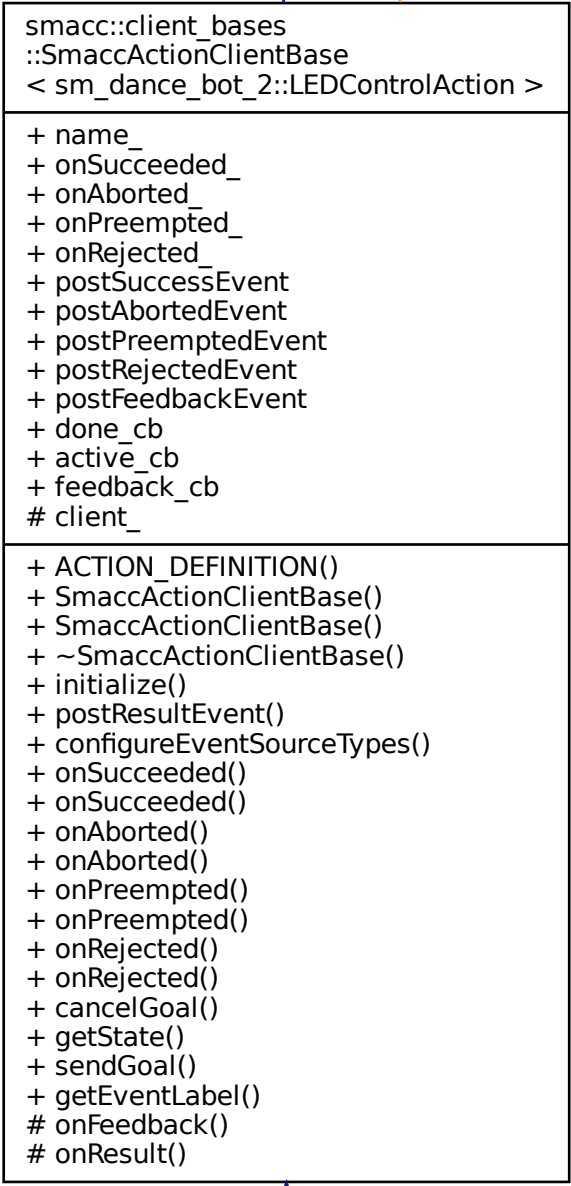 smacc::client_bases
::SmaccActionClientBase
< sm_dance_bot_2::LEDControlAction >
+ name_
+ onSucceeded_
+ onAborted_
+ onPreempted_
+ onRejected_
+ postSuccessEvent
+ postAbortedEvent
+ postPreemptedEvent
+ postRejectedEvent
+ postFeedbackEvent
+ done_cb
+ active_cb
+ feedback_cb
# client_
+ ACTION_DEFINITION()
+ SmaccActionClientBase()
+ SmaccActionClientBase()
+ ~SmaccActionClientBase()
+ initialize()
+ postResultEvent()
+ configureEventSourceTypes()
+ onSucceeded()
+ onSucceeded()
+ onAborted()
+ onAborted()
+ onPreempted()
+ onPreempted()
+ onRejected()
+ onRejected()
+ cancelGoal()
+ getState()
+ sendGoal()
+ getEventLabel()
# onFeedback()
# onResult()